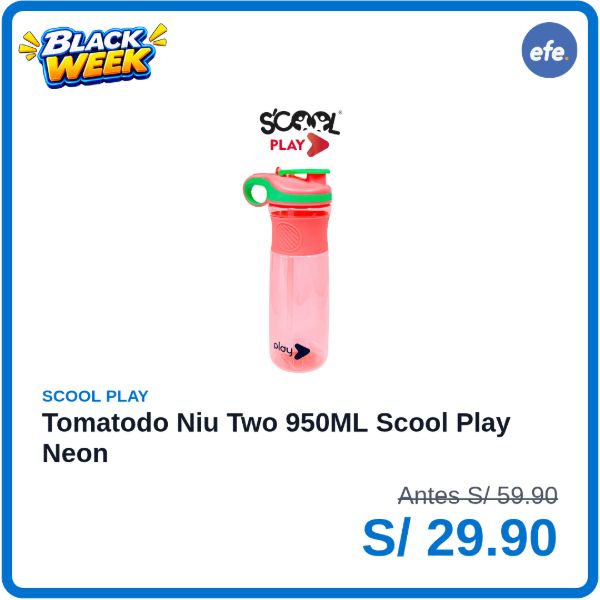 BLACK
WEEK
efe.
S'COOL®
PLAY
play
SCOOL PLAY
Tomatodo Niu Two 950ML Scool Play
Neon
Antes S/ 59.90
S/ 29.90